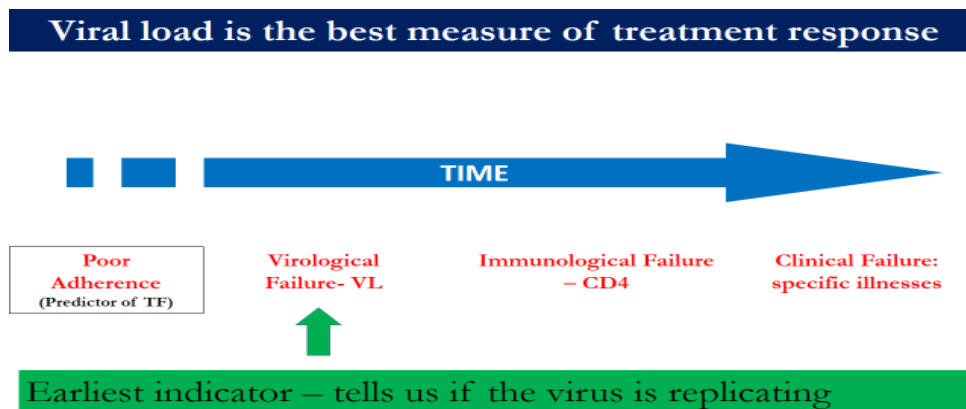 Viral load is the best measure of treatment response
TIME
Poor
Adherence
(Predictor of TF)
Virological
Failure- VL
Immunological Failure
– CD4
Clinical Failure:
specific illnesses
Earliest indicator – tells us if the virus is replicating